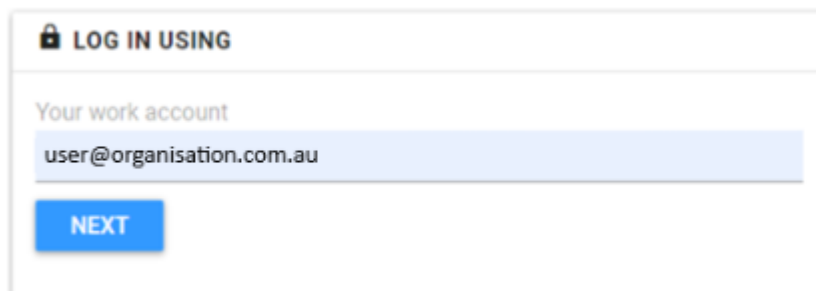 LOG IN USING
Your work account
user@organisation.com.au
NEXT